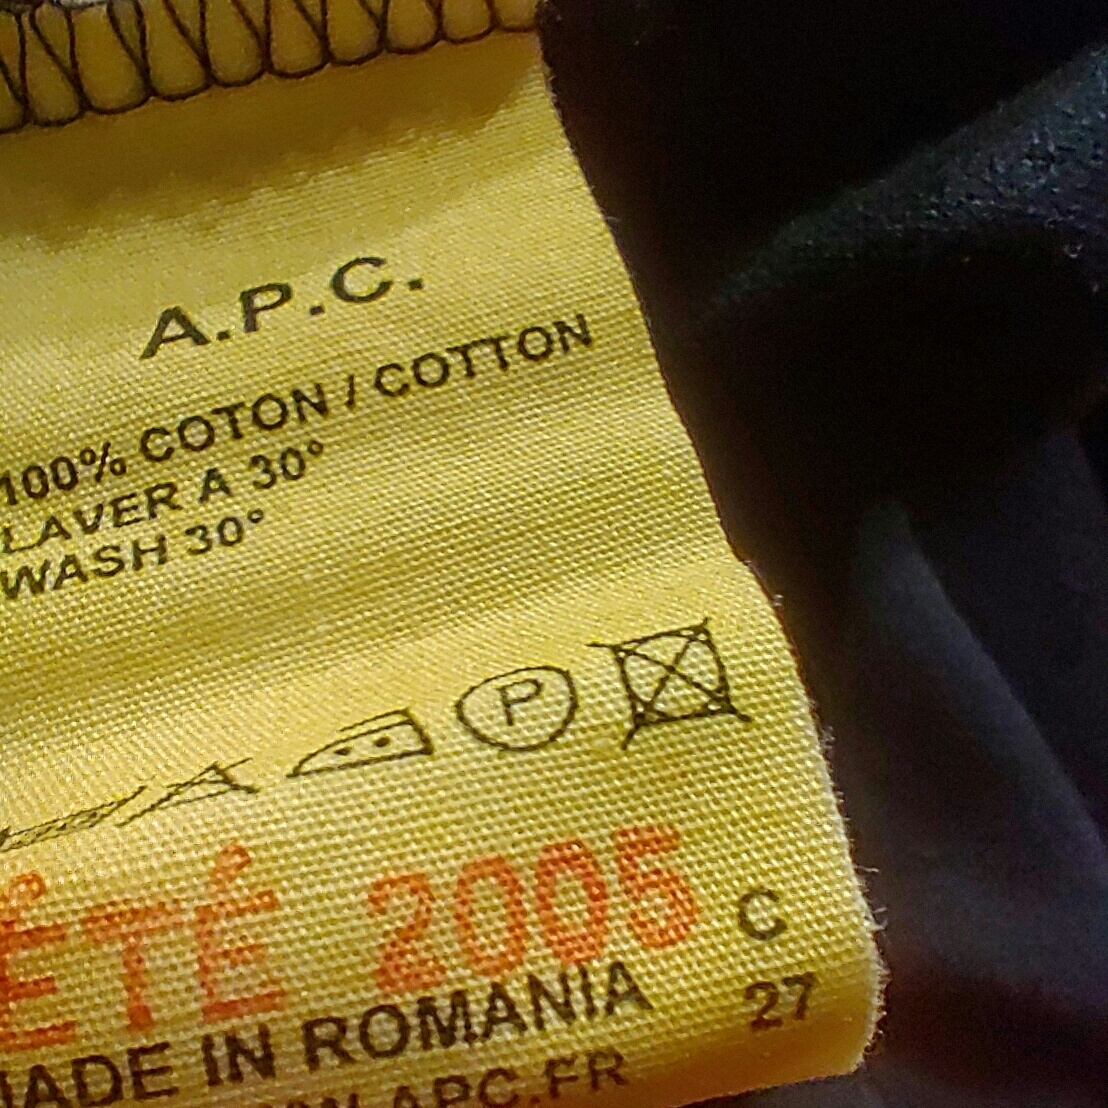 A.P.C.
100% COTON / COTTON
LAVER A 30°
WASH 30°
P
ÉTÉ 2005
C
MADE IN ROMANIA
27
APC.FR